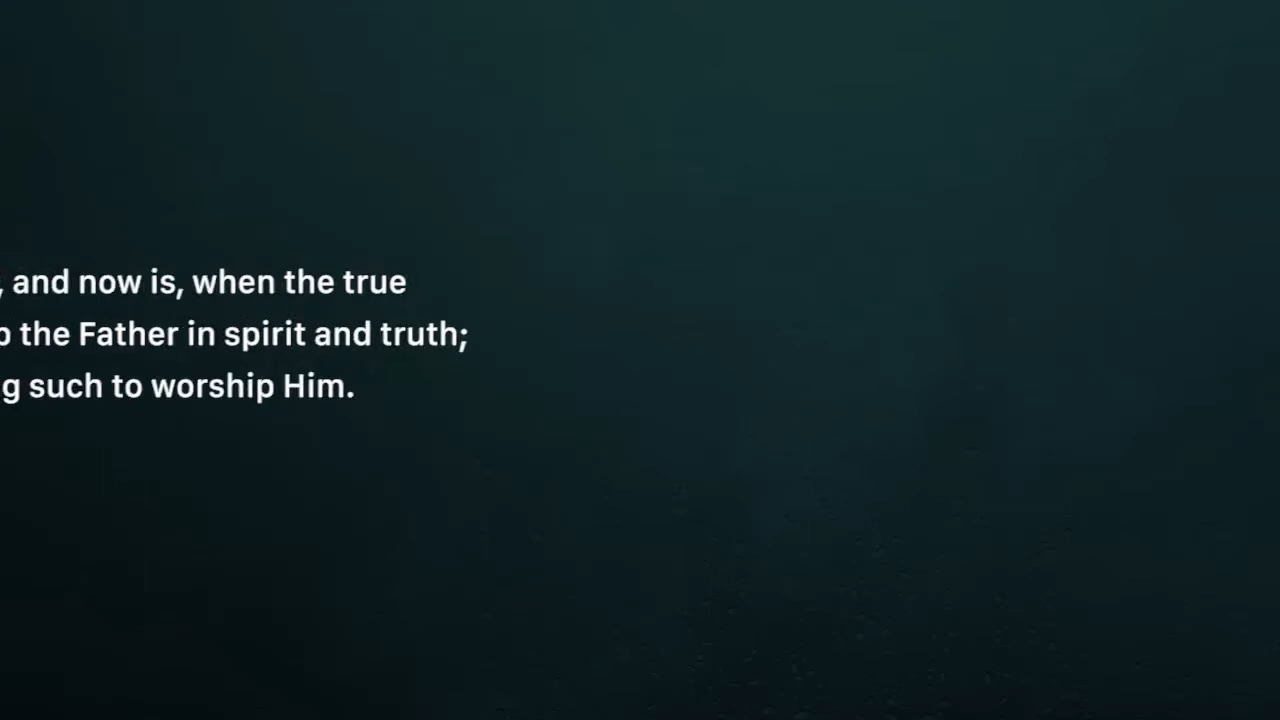 , and now is, when the true
the Father in spirit and truth;
such to worship Him.